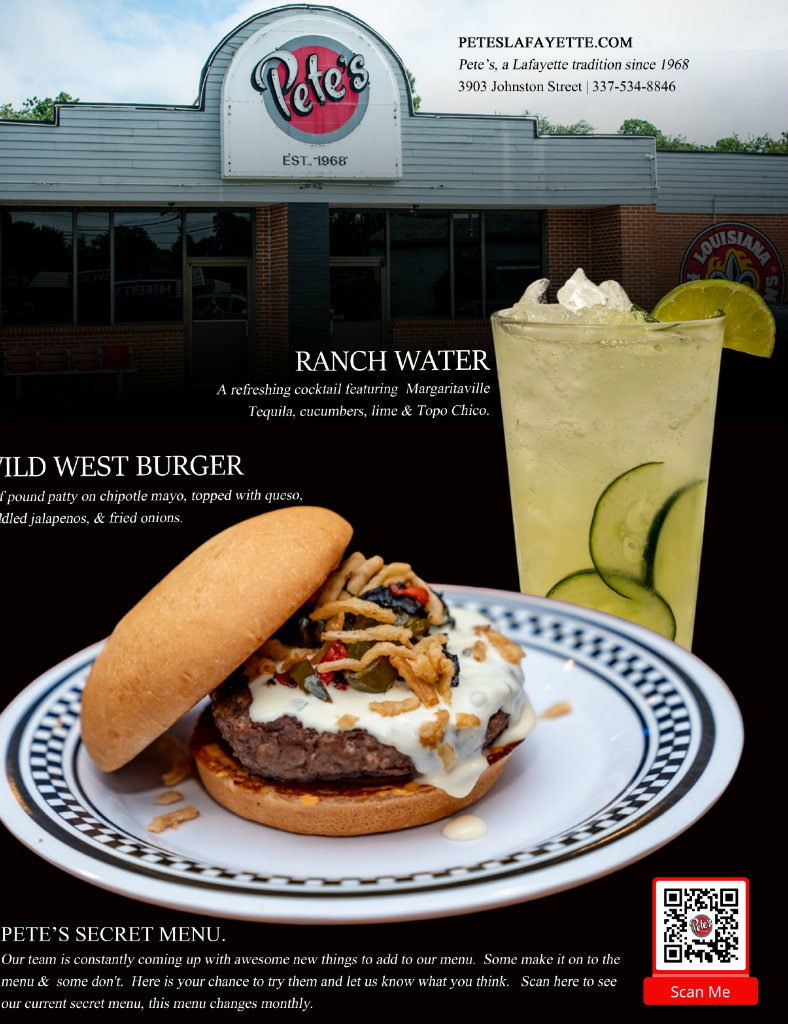 PETESLAFAYETTE.COM
Pete's, a Lafayette tradition since 1968
3903 Johnston Street | 337-534-8846
Pete's
EST. 1968
LOUISIANA
RANCH WATER
A refreshing cocktail featuring Margaritaville
Tequila, cucumbers, lime & Topo Chico.
ILD WEST BURGER
f pound patty on chipotle mayo, topped with queso,
dled jalapenos, & fried onions.
PETE'S SECRET MENU.
Our team is constantly coming up with awesome new things to add to our menu. Some make it on to the
menu & some don't. Here is your chance to try them and let us know what you think. Scan here to see
our current secret menu, this menu changes monthly.
Pete's
Scan Me